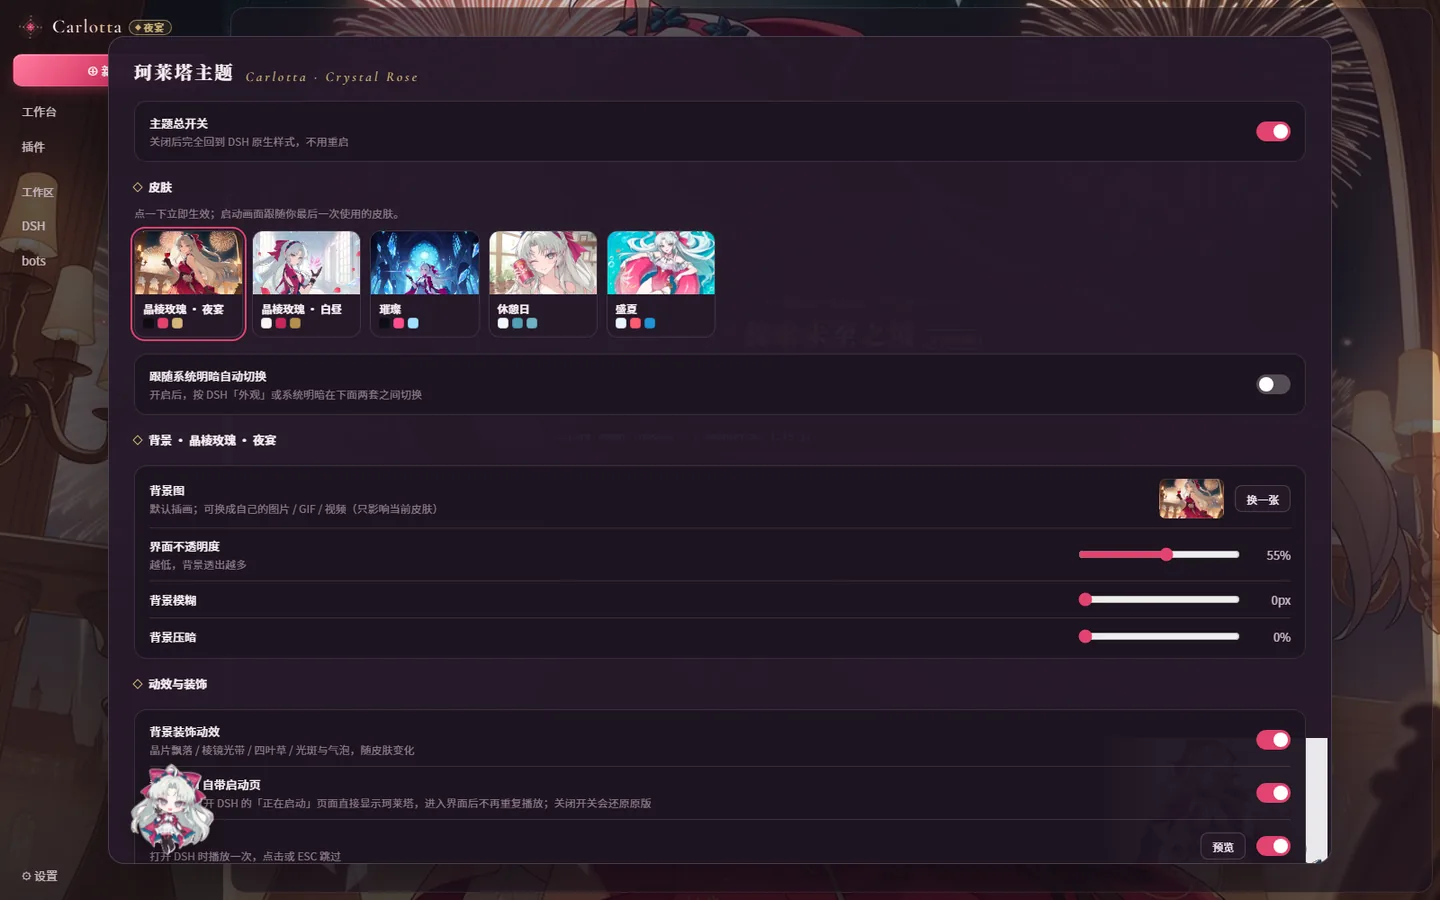 Carlotta
夜宴
工作台
插件
工作区
DSH
bots
设置
珂莱塔主题
Carlotta · Crystal Rose
主题总开关
关闭后完全回到 DSH 原生样式，不用重启
皮肤
点一下立即生效；启动画面跟随你最后一次使用的皮肤。
晶棱玫瑰 · 夜宴
晶棱玫瑰 · 白昼
璀璨
休憩日
盛夏
跟随系统明暗自动切换
开启后，按 DSH「外观」或系统明暗在下面两套之间切换
背景 · 晶棱玫瑰 · 夜宴
背景图
默认插画；可换成自己的图片 / GIF / 视频（只影响当前皮肤）
换一张
界面不透明度
越低，背景透出越多
55%
背景模糊
0px
背景压暗
0%
动效与装饰
背景装饰动效
晶片飘落 / 棱镜光带 / 四叶草 / 光斑与气泡，随皮肤变化
自带启动页
开 DSH 的「正在启动」页面直接显示珂莱塔，进入界面后不再重复播放；关闭开关会还原原版
打开 DSH 时播放一次，点击或 ESC 跳过
预览